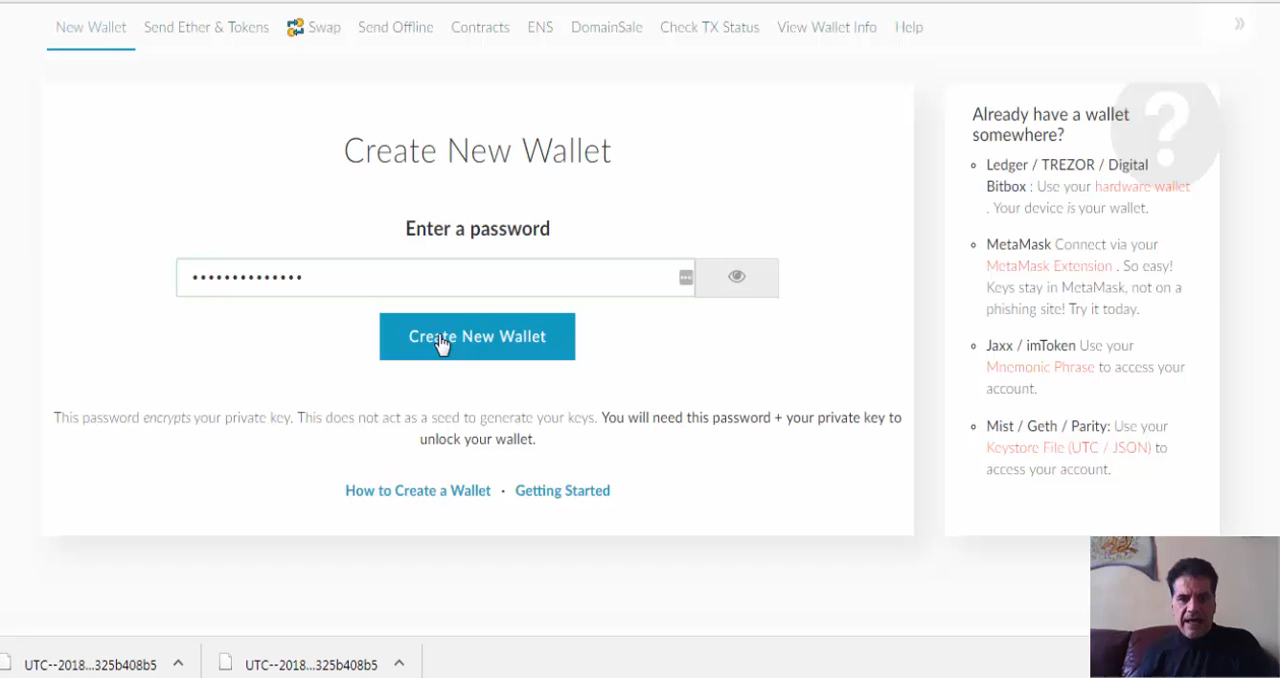 New Wallet Send Ether & Tokens Swap Send Offline Contracts ENS DomainSale Check TX Status View Wallet Info Help »
Create New Wallet
Enter a password
••••••••••••••
Create New Wallet
This password encrypts your private key. This does not act as a seed to generate your keys. You will need this password + your private key to
unlock your wallet.
How to Create a Wallet · Getting Started
Already have a wallet
somewhere?
Ledger / TREZOR / Digital
Bitbox : Use your hardware wallet
. Your device is your wallet.
MetaMask Connect via your
MetaMask Extension . So easy!
Keys stay in MetaMask, not on a
phishing site! Try it today.
Jaxx / imToken Use your
Mnemonic Phrase to access your
account.
Mist / Geth / Parity: Use your
Keystore File (UTC / JSON) to
access your account.
UTC--2018...325b408b5 UTC--2018...325b408b5